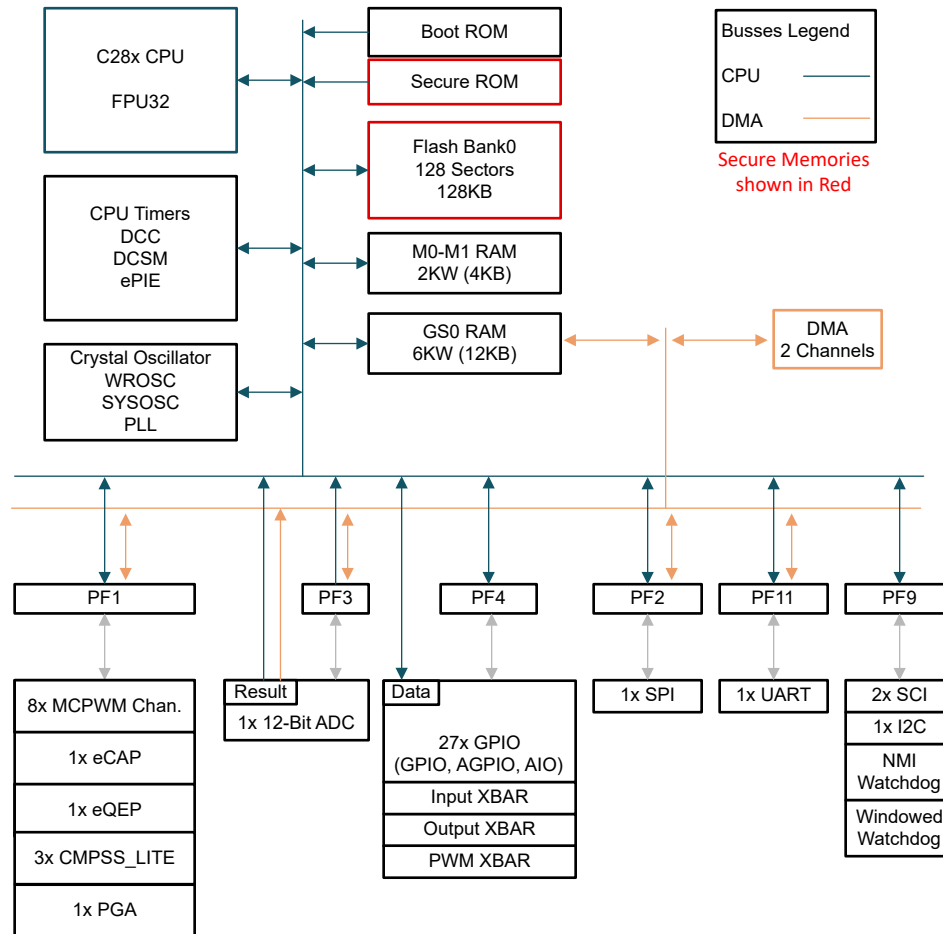 C28x CPU
FPU32
CPU Timers
DCC
DCSM
ePIE
Crystal Oscillator
WROSC
SYSOSC
PLL
Boot ROM
Secure ROM
Flash Bank0
128 Sectors
128KB
M0-M1 RAM
2KW (4KB)
GS0 RAM
6KW (12KB)
Busses Legend
CPU
DMA
Secure Memories
shown in Red
DMA
2 Channels
PF1
PF3
PF4
PF2
PF11
PF9
8x MCPWM Chan.
1x eCAP
1x eQEP
3x CMPSS_LITE
1x PGA
Result
1x 12-Bit ADC
Data
27x GPIO
(GPIO, AGPIO, AIO)
Input XBAR
Output XBAR
PWM XBAR
1x SPI
1x UART
2x SCI
1x I2C
NMI
Watchdog
Windowed
Watchdog